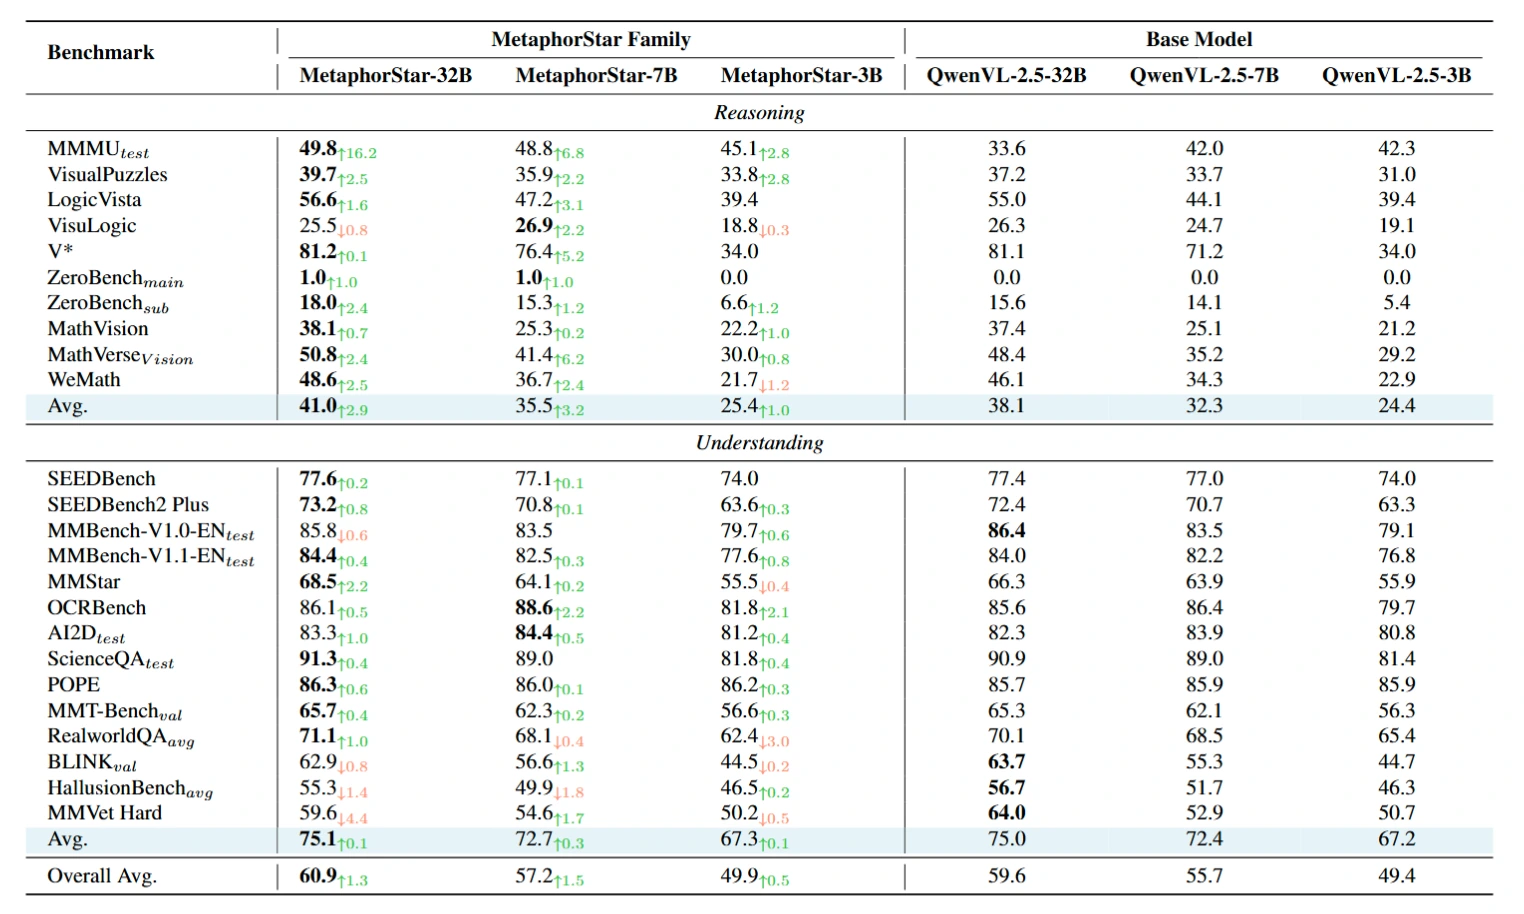 Benchmark MetaphorStar Family Base Model
MetaphorStar-32B MetaphorStar-7B MetaphorStar-3B QwenVL-2.5-32B QwenVL-2.5-7B QwenVL-2.5-3B
Reasoning
MMMUtest 49.8↑16.2 48.8↑6.8 45.1↑2.8 33.6 42.0 42.3
VisualPuzzles 39.7↑2.5 35.9↑2.2 33.8↑2.8 37.2 33.7 31.0
LogicVista 56.6↑1.6 47.2↑3.1 39.4 55.0 44.1 39.4
VisuLogic 25.5↓0.8 26.9↑2.2 18.8↓0.3 26.3 24.7 19.1
V* 81.2↑0.1 76.4↑5.2 34.0 81.1 71.2 34.0
ZeroBenchmain 1.0↑1.0 1.0↑1.0 0.0 0.0 0.0 0.0
ZeroBenchsub 18.0↑2.4 15.3↑1.2 6.6↑1.2 15.6 14.1 5.4
MathVision 38.1↑0.7 25.3↑0.2 22.2↑1.0 37.4 25.1 21.2
MathVerseVision 50.8↑2.4 41.4↑6.2 30.0↑0.8 48.4 35.2 29.2
WeMath 48.6↑2.5 36.7↑2.4 21.7↓1.2 46.1 34.3 22.9
Avg. 41.0↑2.9 35.5↑3.2 25.4↑1.0 38.1 32.3 24.4
Understanding
SEEDBench 77.6↑0.2 77.1↑0.1 74.0 77.4 77.0 74.0
SEEDBench2 Plus 73.2↑0.8 70.8↑0.1 63.6↑0.3 72.4 70.7 63.3
MMBench-V1.0-ENtest 85.8↓0.6 83.5 79.7↑0.6 86.4 83.5 79.1
MMBench-V1.1-ENtest 84.4↑0.4 82.5↑0.3 77.6↑0.8 84.0 82.2 76.8
MMStar 68.5↑2.2 64.1↑0.2 55.5↓0.4 66.3 63.9 55.9
OCRBench 86.1↑0.5 88.6↑2.2 81.8↑2.1 85.6 86.4 79.7
AI2Dtest 83.3↑1.0 84.4↑0.5 81.2↑0.4 82.3 83.9 80.8
ScienceQAtest 91.3↑0.4 89.0 81.8↑0.4 90.9 89.0 81.4
POPE 86.3↑0.6 86.0↑0.1 86.2↑0.3 85.7 85.9 85.9
MMT-Benchval 65.7↑0.4 62.3↑0.2 56.6↑0.3 65.3 62.1 56.3
RealworldQAavg 71.1↑1.0 68.1↓0.4 62.4↓3.0 70.1 68.5 65.4
BLINKval 62.9↓0.8 56.6↑1.3 44.5↓0.2 63.7 55.3 44.7
HallusionBenchavg 55.3↓1.4 49.9↓1.8 46.5↑0.2 56.7 51.7 46.3
MMVet Hard 59.6↓4.4 54.6↑1.7 50.2↓0.5 64.0 52.9 50.7
Avg. 75.1↑0.1 72.7↑0.3 67.3↑0.1 75.0 72.4 67.2
Overall Avg. 60.9↑1.3 57.2↑1.5 49.9↑0.5 59.6 55.7 49.4